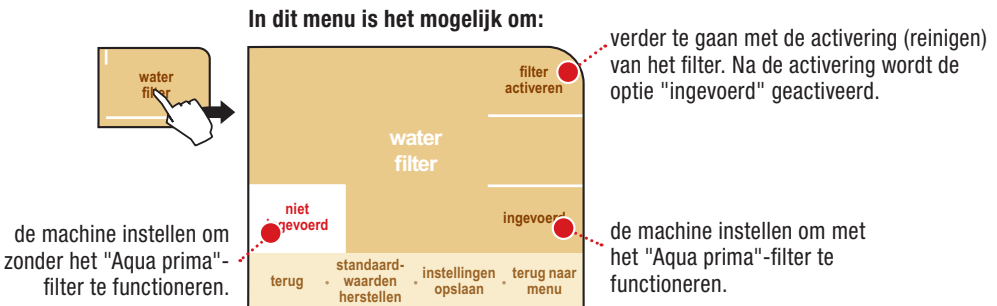 In dit menu is het mogelijk om:
water
filter
filter
activeren
verder te gaan met de activering (reinigen)
van het filter. Na de activering wordt de
optie "ingevoerd" geactiveerd.
water
filter
niet
ingevoerd
ingevoerd
de machine instellen om
zonder het "Aqua prima"-
filter te functioneren.
de machine instellen om met
het "Aqua prima"-filter te
functioneren.
terug
standaard-
waarden
herstellen
instellingen
opslaan
terug naar
menu